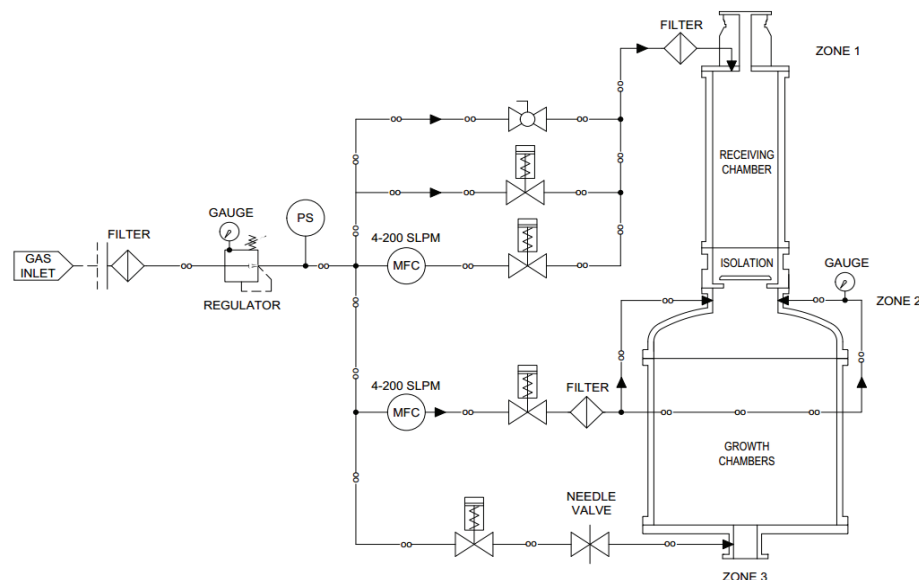 FILTER
ZONE 1
RECEIVING
CHAMBER
GAUGE
PS
FILTER
4-200 SLPM
GAS
INLET
MFC
ISOLATION
GAUGE
REGULATOR
ZONE 2
4-200 SLPM
FILTER
MFC
GROWTH
CHAMBERS
NEEDLE
VALVE
ZONE 3